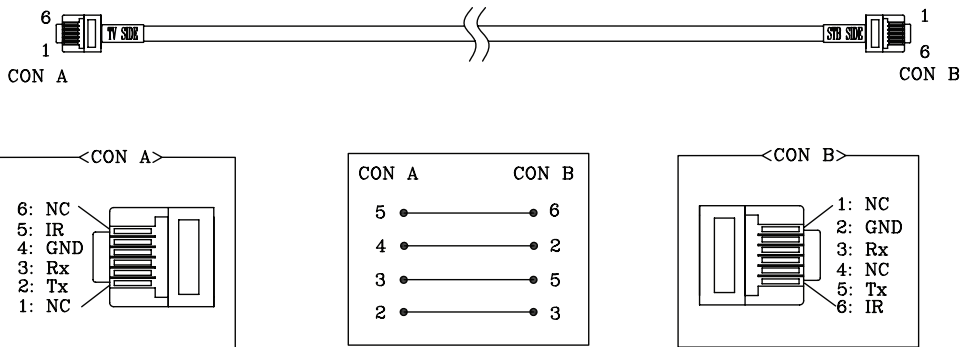 6
1
CON A
TV SIDE
STB SIDE
1
6
CON B
<CON A>
6: NC
5: IR
4: GND
3: Rx
2: Tx
1: NC
CON A CON B
5 6
4 2
3 5
2 3
<CON B>
1: NC
2: GND
3: Rx
4: NC
5: Tx
6: IR